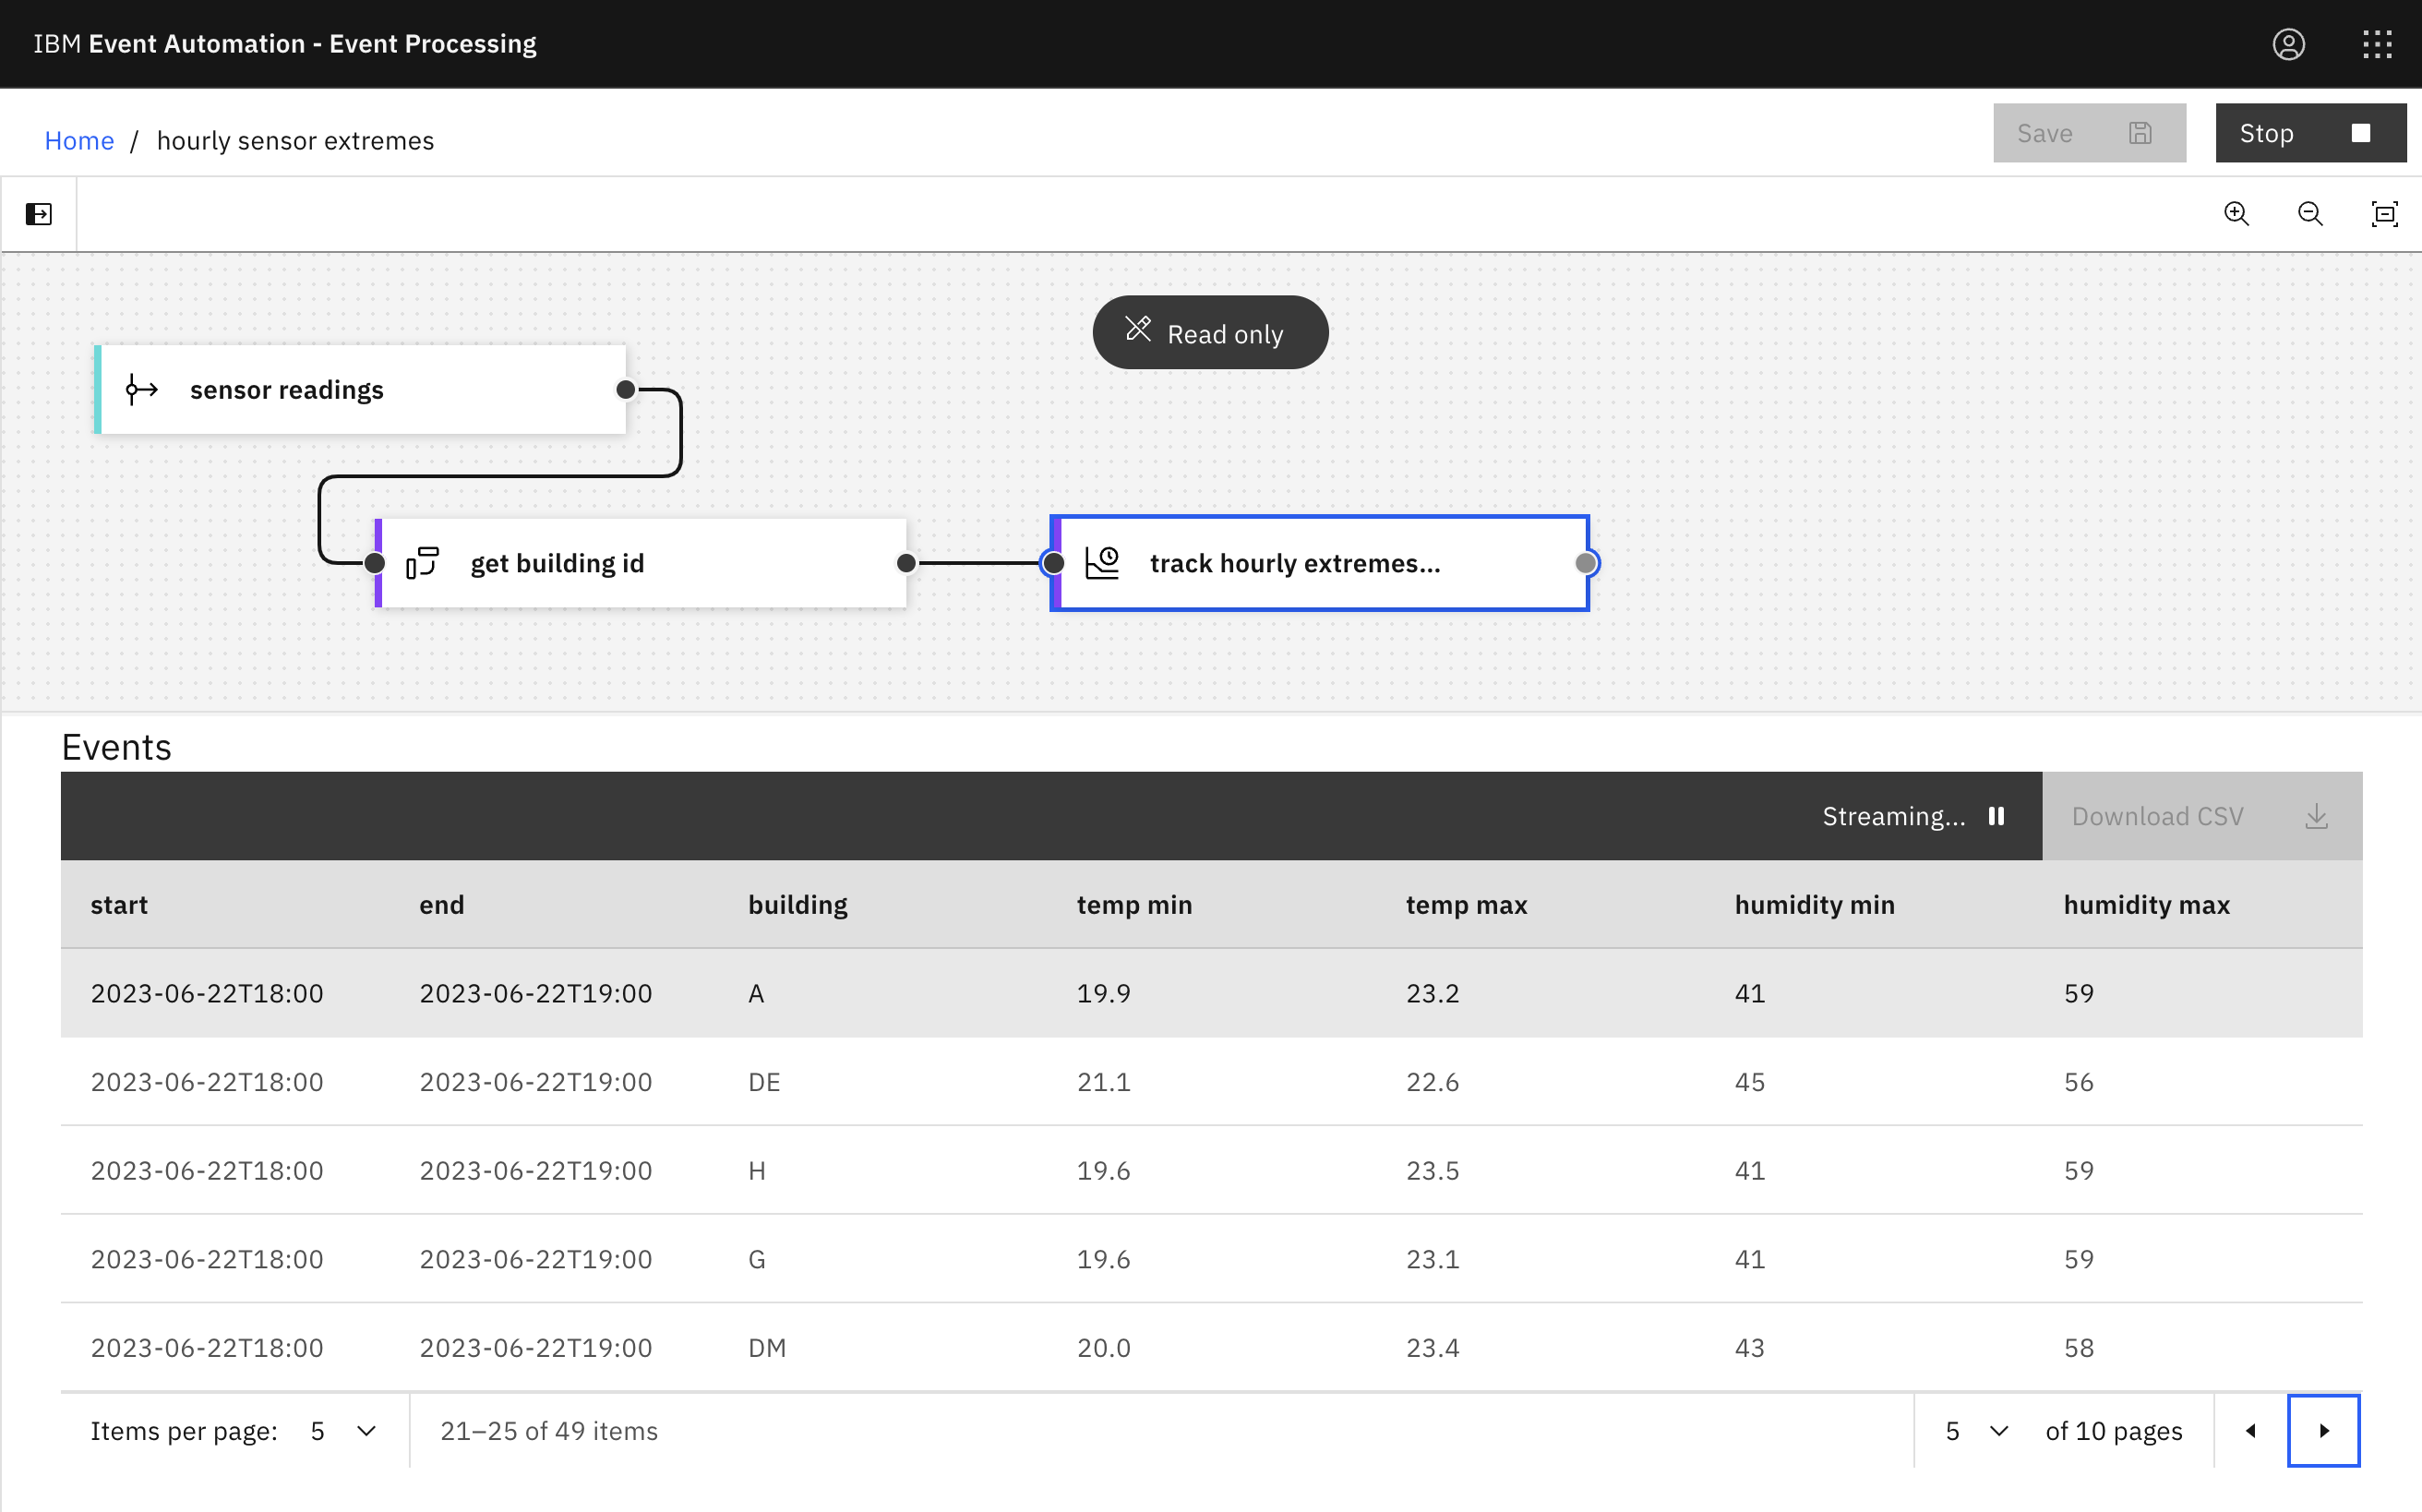 IBM Event Automation - Event Processing
Home / hourly sensor extremes
Save
Stop
Read only
sensor readings
get building id
track hourly extremes...
Events
Streaming...
Download CSV
start end building temp min temp max humidity min humidity max
2023-06-22T18:00 2023-06-22T19:00 A 19.9 23.2 41 59
2023-06-22T18:00 2023-06-22T19:00 DE 21.1 22.6 45 56
2023-06-22T18:00 2023-06-22T19:00 H 19.6 23.5 41 59
2023-06-22T18:00 2023-06-22T19:00 G 19.6 23.1 41 59
2023-06-22T18:00 2023-06-22T19:00 DM 20.0 23.4 43 58
Items per page: 5 21–25 of 49 items 5 of 10 pages